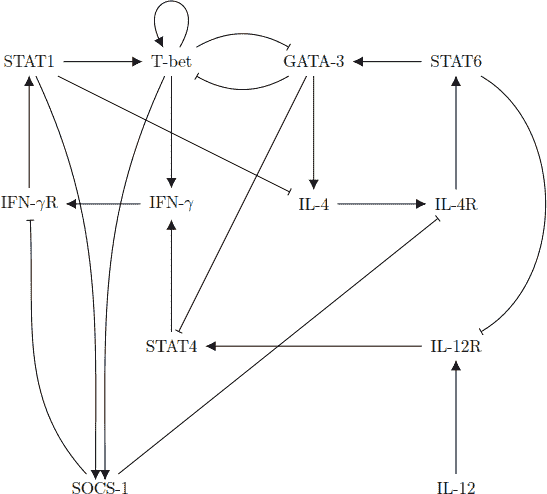 STAT1 T-bet GATA-3 STAT6
IFN-γR IFN-γ IL-4 IL-4R
STAT4 IL-12R
SOCS-1 IL-12